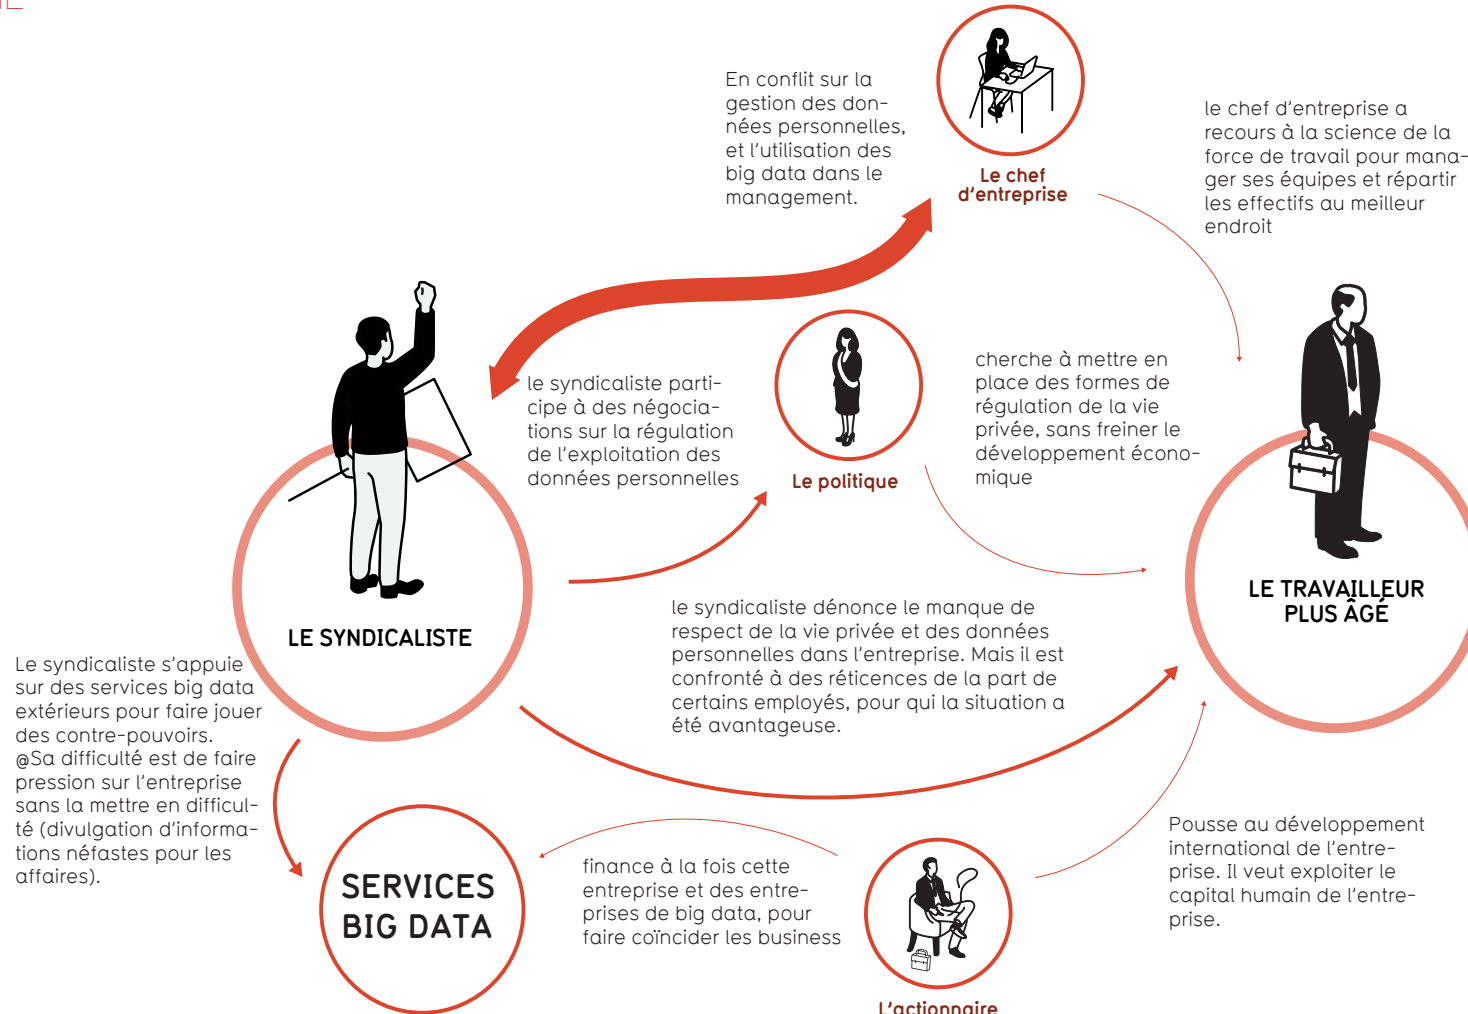 En conflit sur la
gestion des don-
nées personnelles,
et l'utilisation des
big data dans le
management.
Le chef
d'entreprise
le chef d'entreprise a
recours à la science de la
force de travail pour mana-
ger ses équipes et répartir
les effectifs au meilleur
endroit
le syndicaliste parti-
cipe à des négocia-
tions sur la régulation
de l'exploitation des
données personnelles
Le politique
cherche à mettre en
place des formes de
régulation de la vie
privée, sans freiner le
développement écono-
mique
LE SYNDICALISTE
LE TRAVAILLEUR
PLUS ÂGÉ
le syndicaliste dénonce le manque de
respect de la vie privée et des données
personnelles dans l'entreprise. Mais il est
confronté à des réticences de la part de
certains employés, pour qui la situation a
été avantageuse.
Le syndicaliste s'appuie
sur des services big data
extérieurs pour faire jouer
des contre-pouvoirs.
@Sa difficulté est de faire
pression sur l'entreprise
sans la mettre en difficul-
té (divulgation d'informa-
tions néfastes pour les
affaires).
SERVICES
BIG DATA
finance à la fois cette
entreprise et des entre-
prises de big data, pour
faire coïncider les business
L'actionnaire
Pousse au développement
international de l'entre-
prise. Il veut exploiter le
capital humain de l'entre-
prise.